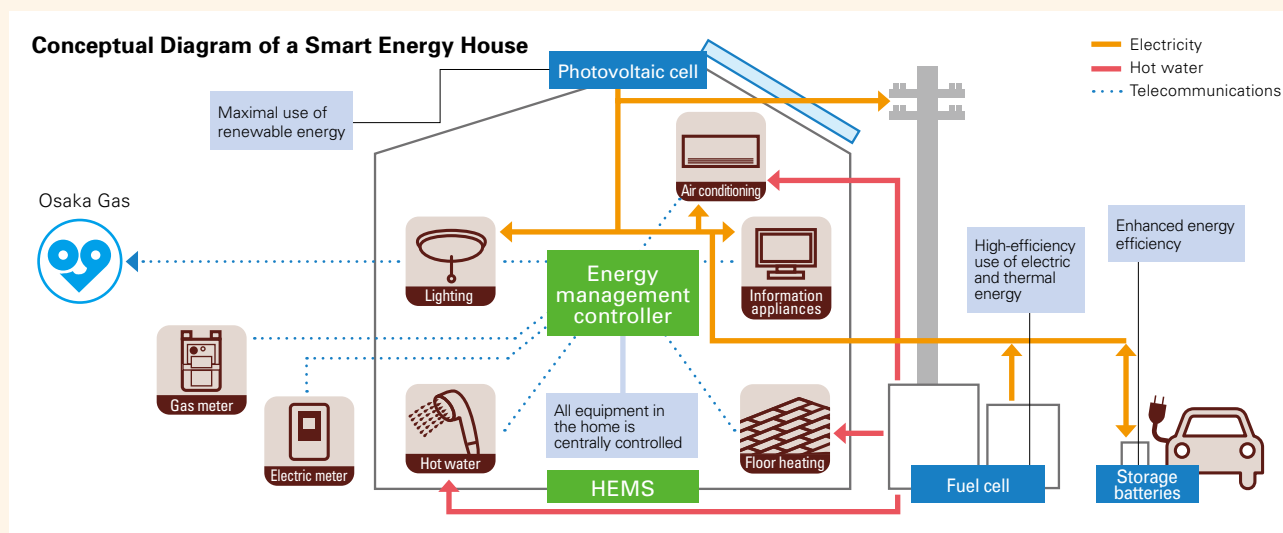 Conceptual Diagram of a Smart Energy House
Electricity
Hot water
Telecommunications
Photovoltaic cell
Maximal use of
renewable energy
Air conditioning
Osaka Gas
Lighting
Energy
management
controller
Information
appliances
High-efficiency
use of electric
and thermal
energy
Enhanced energy
efficiency
Gas meter
Electric meter
Hot water
All equipment in
the home is
centrally controlled
Floor heating
HEMS
Fuel cell
Storage
batteries